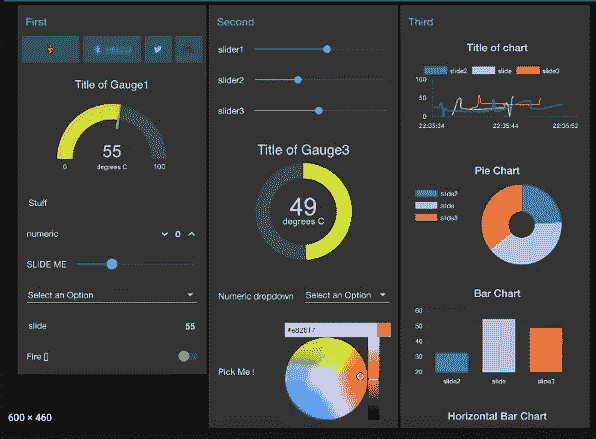 First
Title of Gauge1
55
degrees C
0
100
Stuff
numeric
0
SLIDE ME
Select an Option
slide
55
Fire []
600 × 460
Second
slider1
slider2
slider3
Title of Gauge3
49
degrees C
Numeric dropdown
Select an Option
Pick Me !
Third
Title of chart
slide2
slide
slide3
100
50
0
22:35:34
22:35:44
22:35:52
Pie Chart
slide2
slide
slide3
Bar Chart
60
50
40
30
20
slide2
slide
slide3
Horizontal Bar Chart